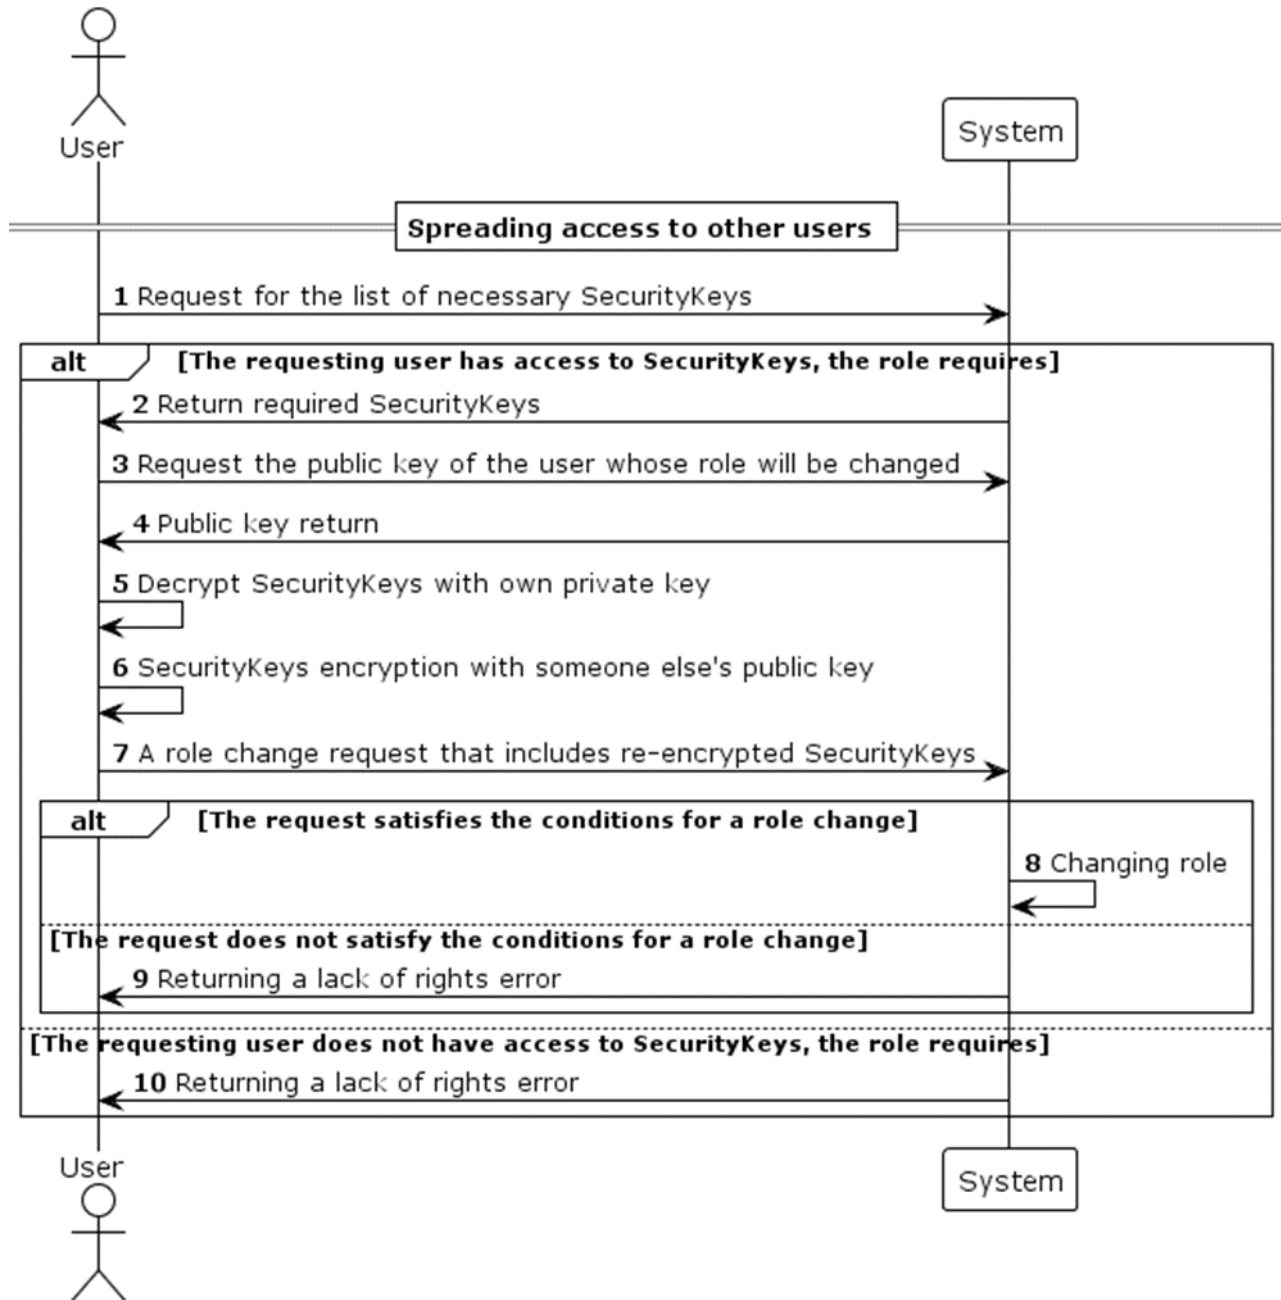 User
System
Spreading access to other users
1 Request for the list of necessary SecurityKeys
alt [The requesting user has access to SecurityKeys, the role requires]
2 Return required SecurityKeys
3 Request the public key of the user whose role will be changed
4 Public key return
5 Decrypt SecurityKeys with own private key
6 SecurityKeys encryption with someone else's public key
7 A role change request that includes re-encrypted SecurityKeys
alt [The request satisfies the conditions for a role change]
8 Changing role
[The request does not satisfy the conditions for a role change]
9 Returning a lack of rights error
[The requesting user does not have access to SecurityKeys, the role requires]
10 Returning a lack of rights error
User
System